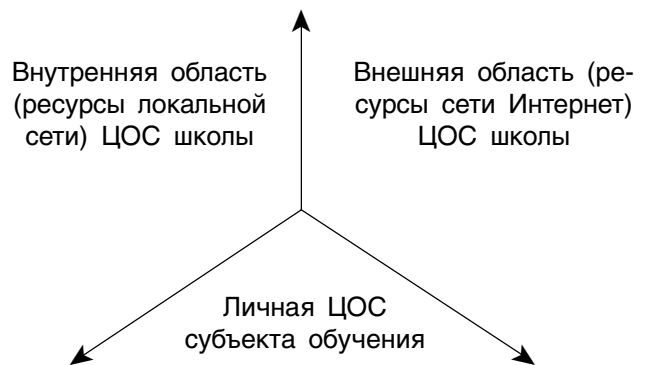 Внутренняя область
(ресурсы локальной
сети) ЦОС школы
Внешняя область (ре-
сурсы сети Интернет)
ЦОС школы
Личная ЦОС
субъекта обучения